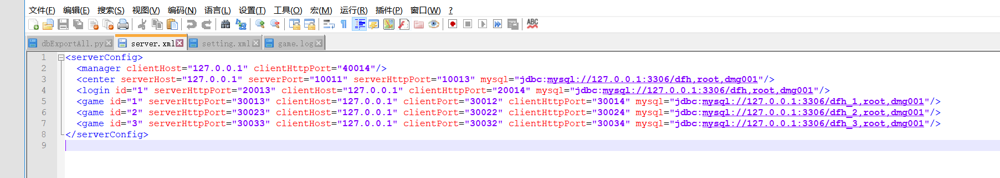 文件(F) 编辑(E) 搜索(S) 视图(V) 编码(N) 语言(L) 设置(T) 工具(O) 宏(M) 运行(R) 插件(P) 窗口(W) ?
ABC
dbExportAll.py server.xml setting.xml game.log
1 <serverConfig>
2 <manager clientHost="127.0.0.1" clientHttpPort="40014"/>
3 <center serverHost="127.0.0.1" serverPort="10011" serverHttpPort="10013" mysql="jdbc:mysql://127.0.0.1:3306/dfh,root,dmg001"/>
4 <login id="1" serverHttpPort="20013" clientHost="127.0.0.1" clientHttpPort="20014" mysql="jdbc:mysql://127.0.0.1:3306/dfh,root,dmg001"/>
5 <game id="1" serverHttpPort="30013" clientHost="127.0.0.1" clientPort="30012" clientHttpPort="30014" mysql="jdbc:mysql://127.0.0.1:3306/dfh_1,root,dmg001"/>
6 <game id="2" serverHttpPort="30023" clientHost="127.0.0.1" clientPort="30022" clientHttpPort="30024" mysql="jdbc:mysql://127.0.0.1:3306/dfh_2,root,dmg001"/>
7 <game id="3" serverHttpPort="30033" clientHost="127.0.0.1" clientPort="30032" clientHttpPort="30034" mysql="jdbc:mysql://127.0.0.1:3306/dfh_3,root,dmg001"/>
8 </serverConfig>
9